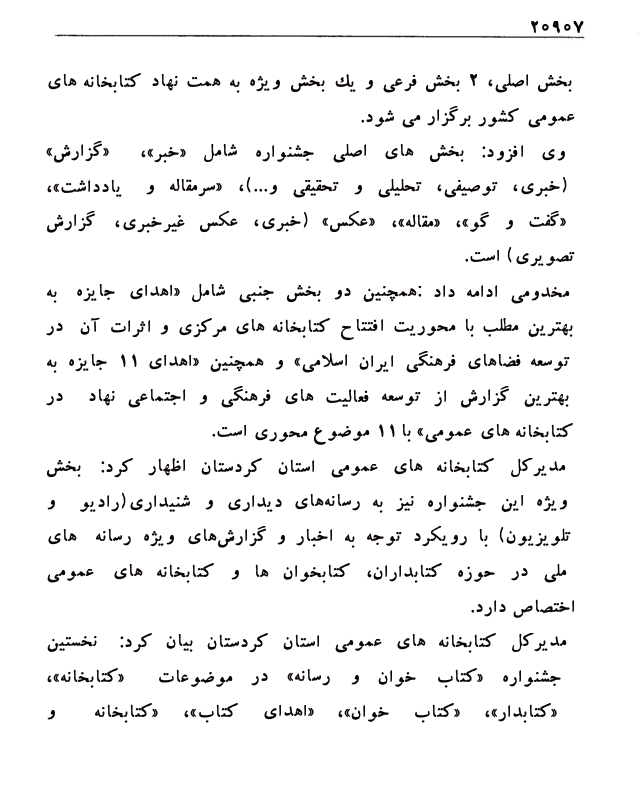 ۲۰۹۰۷
بخش اصلی، ۲ بخش فرعی و یك بخش ویژه به همت نهاد کتابخانه های
عمومی کشور برگزار می شود.
وی افزود: بخش های اصلی جشنواره شامل «خبر»، «گزارش»
(خبری، توصیفی، تحلیلی و تحقیقی و...)، «سرمقاله و یادداشت»،
«گفت و گو»، «مقاله»، «عکس» (خبری، عکس غیرخبری، گزارش
تصویری) است.
مخدومی ادامه داد :همچنین دو بخش جنبی شامل «اهدای جایزه به
بهترین مطلب با محوریت افتتاح کتابخانه های مرکزی و اثرات آن در
توسعه فضاهای فرهنگی ایران اسلامی» و همچنین «اهدای ۱۱ جایزه به
بهترین گزارش از توسعه فعالیت های فرهنگی و اجتماعی نهاد در
کتابخانه های عمومی» با ۱۱ موضوع محوری است.
مدیرکل کتابخانه های عمومی استان کردستان اظهار کرد: بخش
ویژه این جشنواره نیز به رسانه‌های دیداری و شنیداری(رادیو و
تلویزیون) با رویکرد توجه به اخبار و گزارش‌های ویژه رسانه های
ملی در حوزه کتابداران، کتابخوان ها و کتابخانه های عمومی
اختصاص دارد.
مدیرکل کتابخانه های عمومی استان کردستان بیان کرد: نخستین
جشنواره «کتاب خوان و رسانه» در موضوعات «کتابخانه»،
«کتابدار»، «کتاب خوان»، «اهدای کتاب»، «کتابخانه و